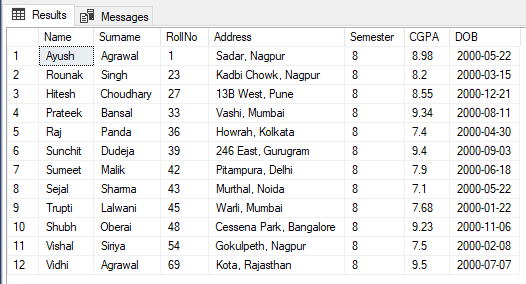 Results Messages
Name Surname RollNo Address Semester CGPA DOB
1 Ayush Agrawal 1 Sadar, Nagpur 8 8.98 2000-05-22
2 Rounak Singh 23 Kadbi Chowk, Nagpur 8 8.2 2000-03-15
3 Hitesh Choudhary 27 13B West, Pune 8 8.55 2000-12-21
4 Prateek Bansal 33 Vashi, Mumbai 8 9.34 2000-08-11
5 Raj Panda 36 Howrah, Kolkata 8 7.4 2000-04-30
6 Sunchit Dudeja 39 246 East, Gurugram 8 9.4 2000-09-03
7 Sumeet Malik 42 Pitampura, Delhi 8 7.9 2000-06-18
8 Sejal Sharma 43 Murthal, Noida 8 7.1 2000-05-22
9 Trupti Lalwani 45 Warli, Mumbai 8 7.68 2000-01-22
10 Shubh Oberai 48 Cessena Park, Bangalore 8 9.23 2000-11-06
11 Vishal Siriya 54 Gokulpeth, Nagpur 8 7.5 2000-02-08
12 Vidhi Agrawal 69 Kota, Rajasthan 8 9.5 2000-07-07